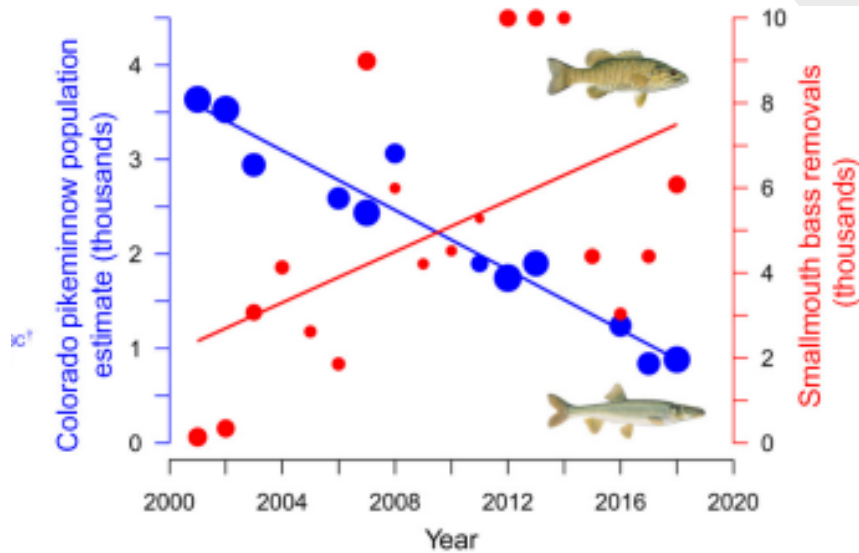 Colorado pikeminnow population
estimate (thousands)
4
3
2
1
0
10
8
6
4
2
0
Smallmouth bass removals
(thousands)
2000 2004 2008 2012 2016 2020
Year